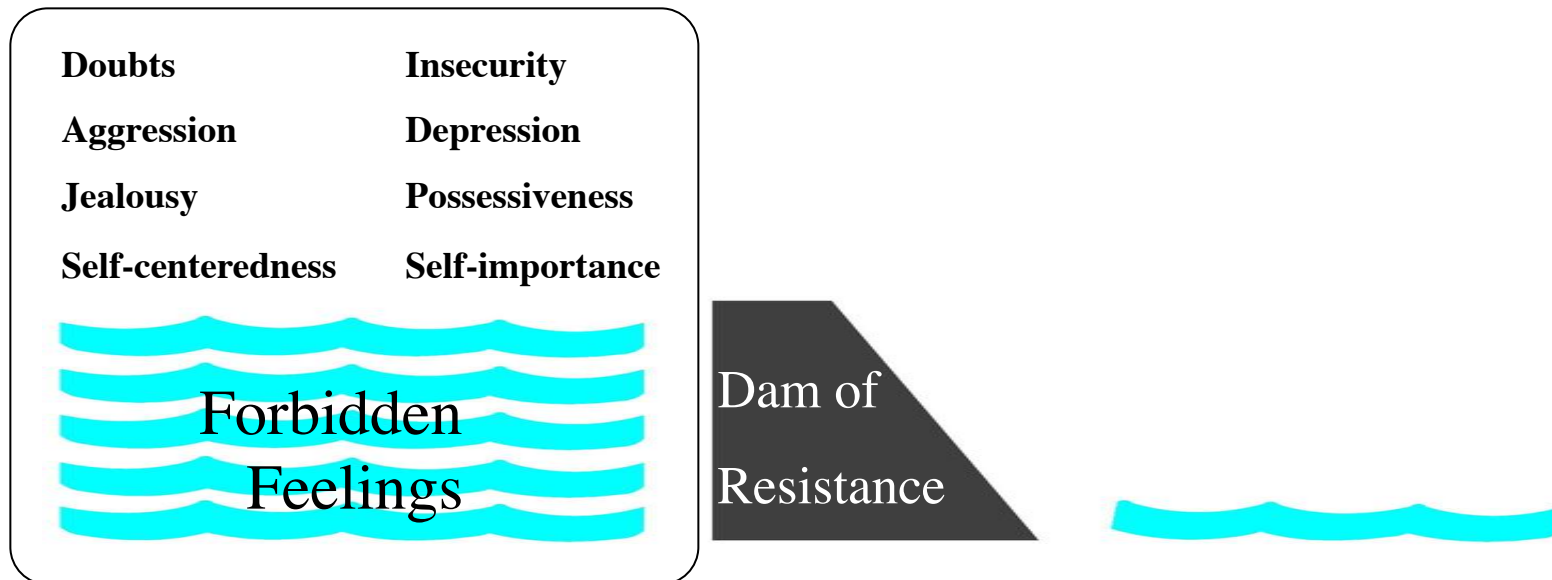 Doubts Insecurity
Aggression Depression
Jealousy Possessiveness
Self-centeredness Self-importance
Forbidden
Feelings
Dam of
Resistance